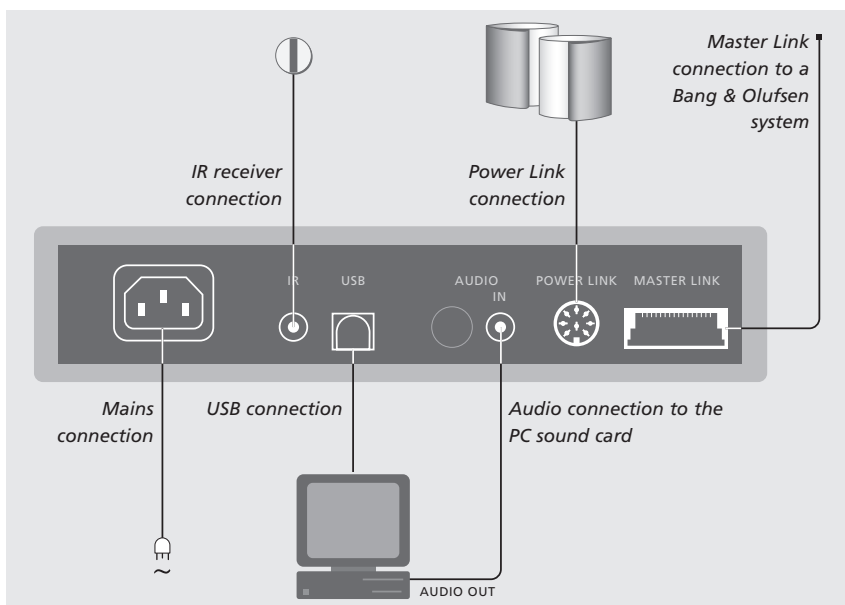 Master Link
connection to a
Bang & Olufsen
system
IR receiver
connection
Power Link
connection
IR
USB
AUDIO
IN
POWER LINK
MASTER LINK
Mains
connection
USB connection
Audio connection to the
PC sound card
~
AUDIO OUT